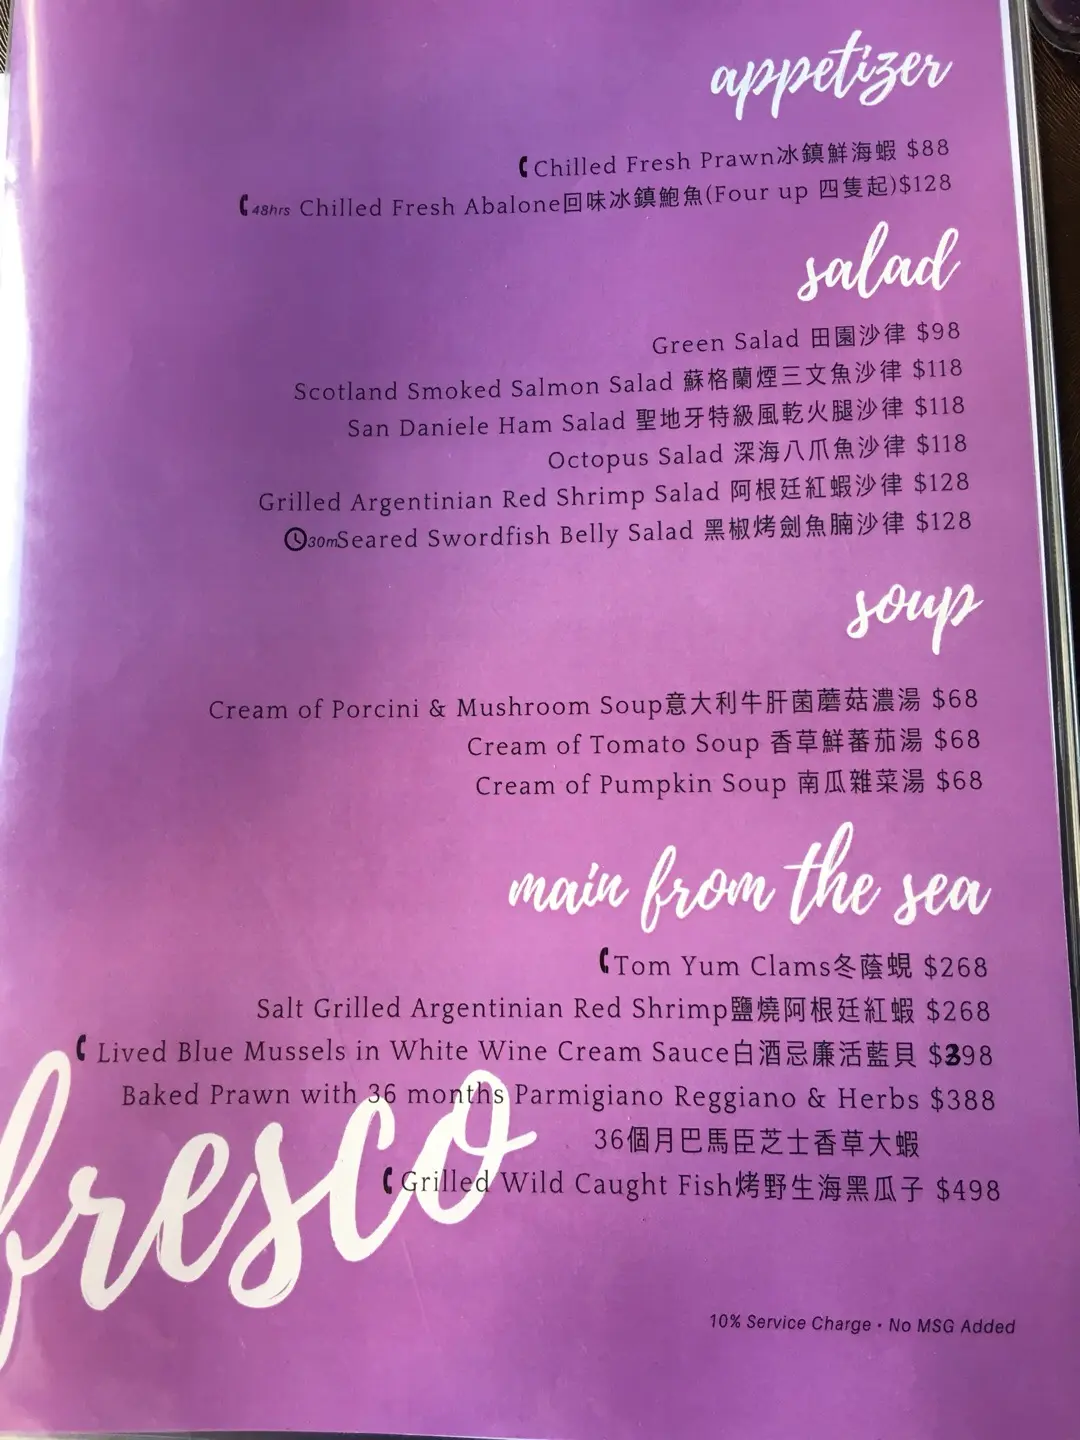 appetizer
Chilled Fresh Prawn冰鎮鮮海蝦 $88
48hrs Chilled Fresh Abalone回味冰鎮鮑魚(Four up 四隻起)$128
salad
Green Salad 田園沙律 $98
Scotland Smoked Salmon Salad 蘇格蘭煙三文魚沙律 $118
San Daniele Ham Salad 聖地牙特級風乾火腿沙律 $118
Octopus Salad 深海八爪魚沙律 $118
Grilled Argentinian Red Shrimp Salad 阿根廷紅蝦沙律 $128
30mSeared Swordfish Belly Salad 黑椒烤劍魚腩沙律 $128
soup
Cream of Porcini & Mushroom Soup意大利牛肝菌蘑菇濃湯 $68
Cream of Tomato Soup 香草鮮蕃茄湯 $68
Cream of Pumpkin Soup 南瓜雜菜湯 $68
main from the sea
Tom Yum Clams冬蔭蜆 $268
Salt Grilled Argentinian Red Shrimp鹽燒阿根廷紅蝦 $268
Lived Blue Mussels in White Wine Cream Sauce白酒忌廉活藍貝 $398
Baked Prawn with 36 months Parmigiano Reggiano & Herbs $388
36個月巴馬臣芝士香草大蝦
Grilled Wild Caught Fish烤野生海黑瓜子 $498
fresco
10% Service Charge · No MSG Added